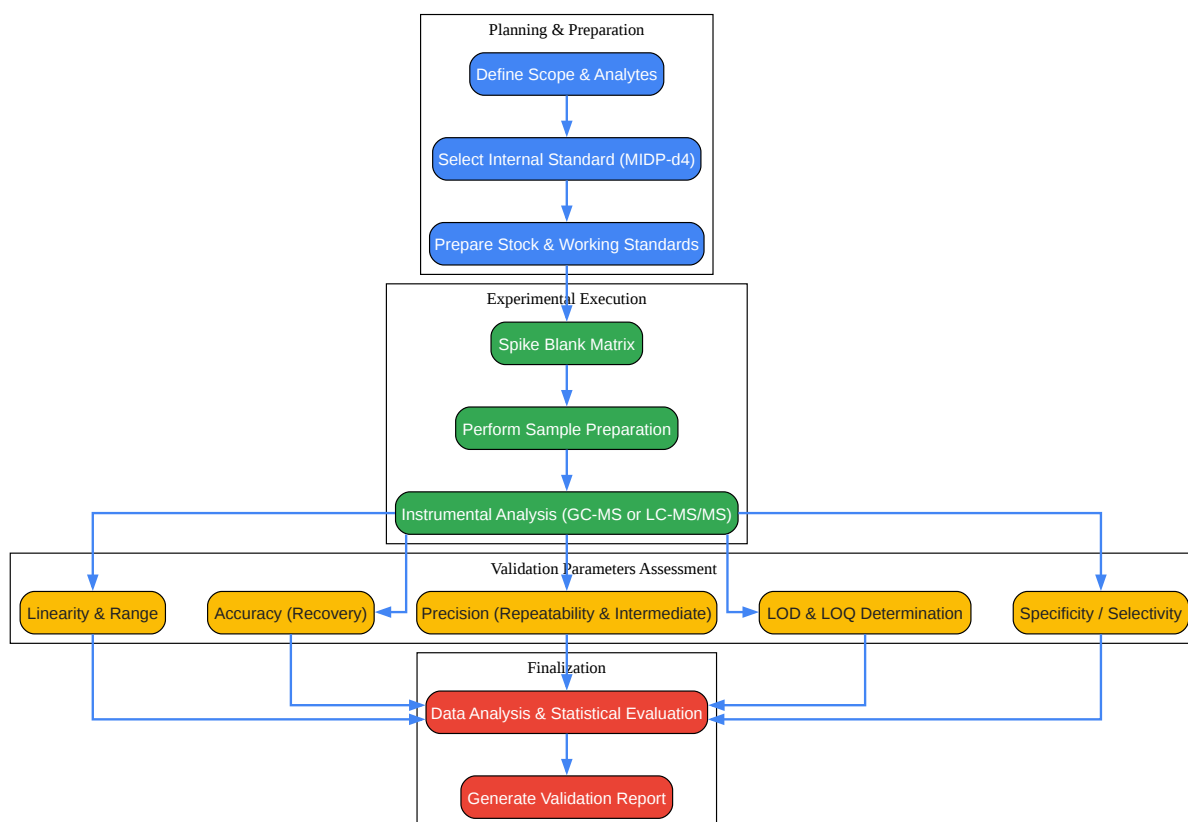 Planning & Preparation
Define Scope & Analytes
Select Internal Standard (MIDP-d4)
Prepare Stock & Working Standards
Experimental Execution
Spike Blank Matrix
Perform Sample Preparation
Instrumental Analysis (GC-MS or LC-MS/MS)
Validation Parameters Assessment
Linearity & Range
Accuracy (Recovery)
Precision (Repeatability & Intermediate)
LOD & LOQ Determination
Specificity / Selectivity
Finalization
Data Analysis & Statistical Evaluation
Generate Validation Report